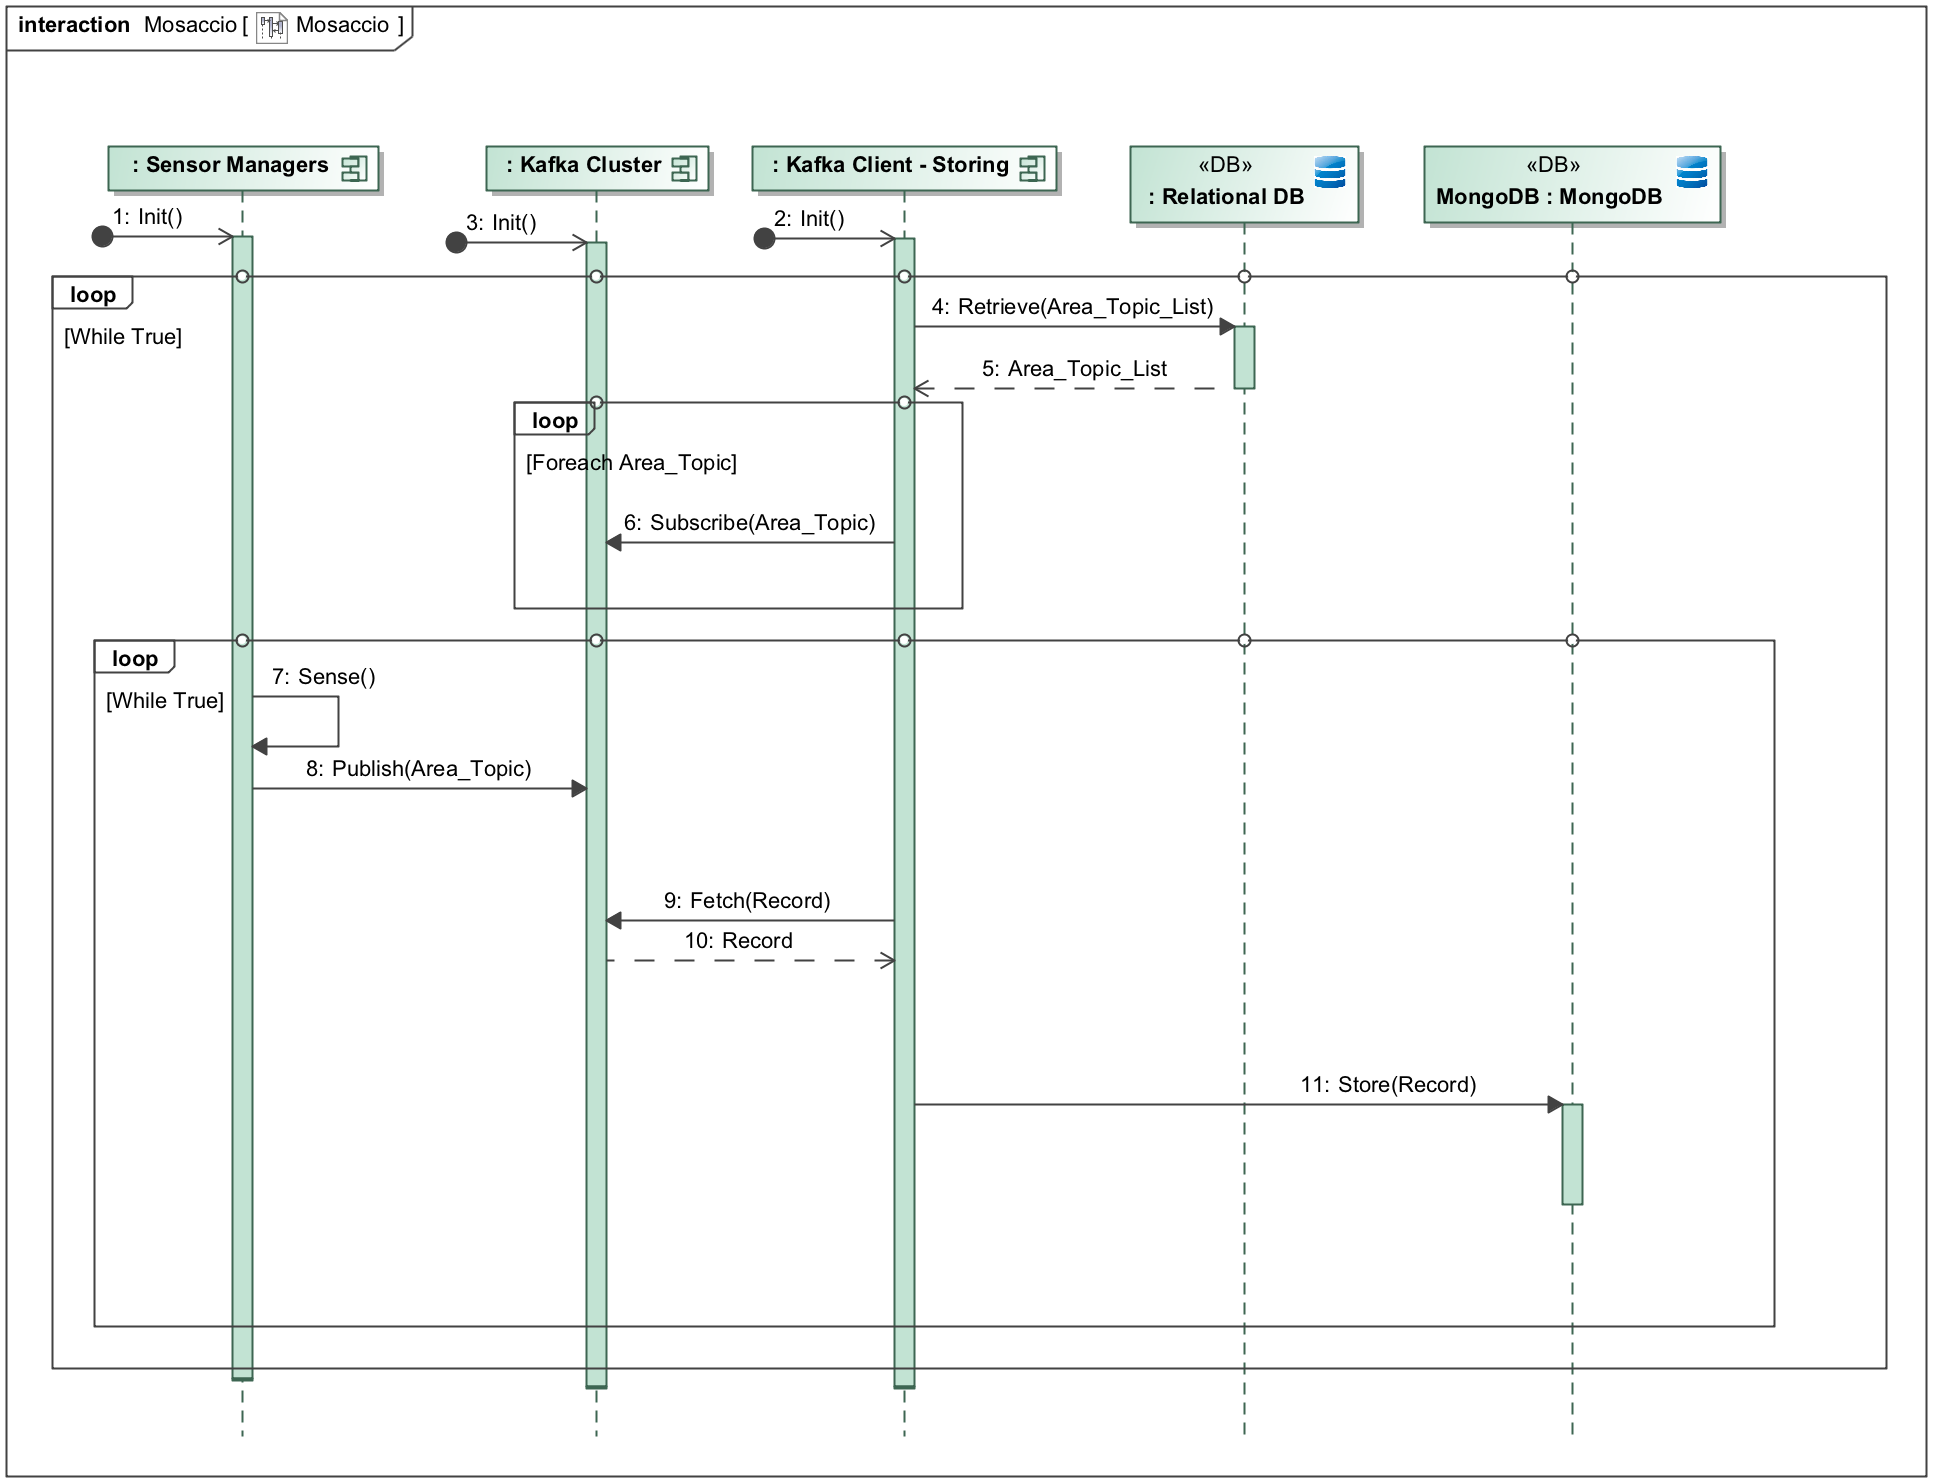 interaction Mosaccio [ Mosaccio ]
: Sensor Managers
: Kafka Cluster
: Kafka Client - Storing
«DB»
: Relational DB
«DB»
MongoDB : MongoDB
1: Init()
3: Init()
2: Init()
loop
[While True]
4: Retrieve(Area_Topic_List)
5: Area_Topic_List
loop
[Foreach Area_Topic]
6: Subscribe(Area_Topic)
loop
[While True]
7: Sense()
8: Publish(Area_Topic)
9: Fetch(Record)
10: Record
11: Store(Record)